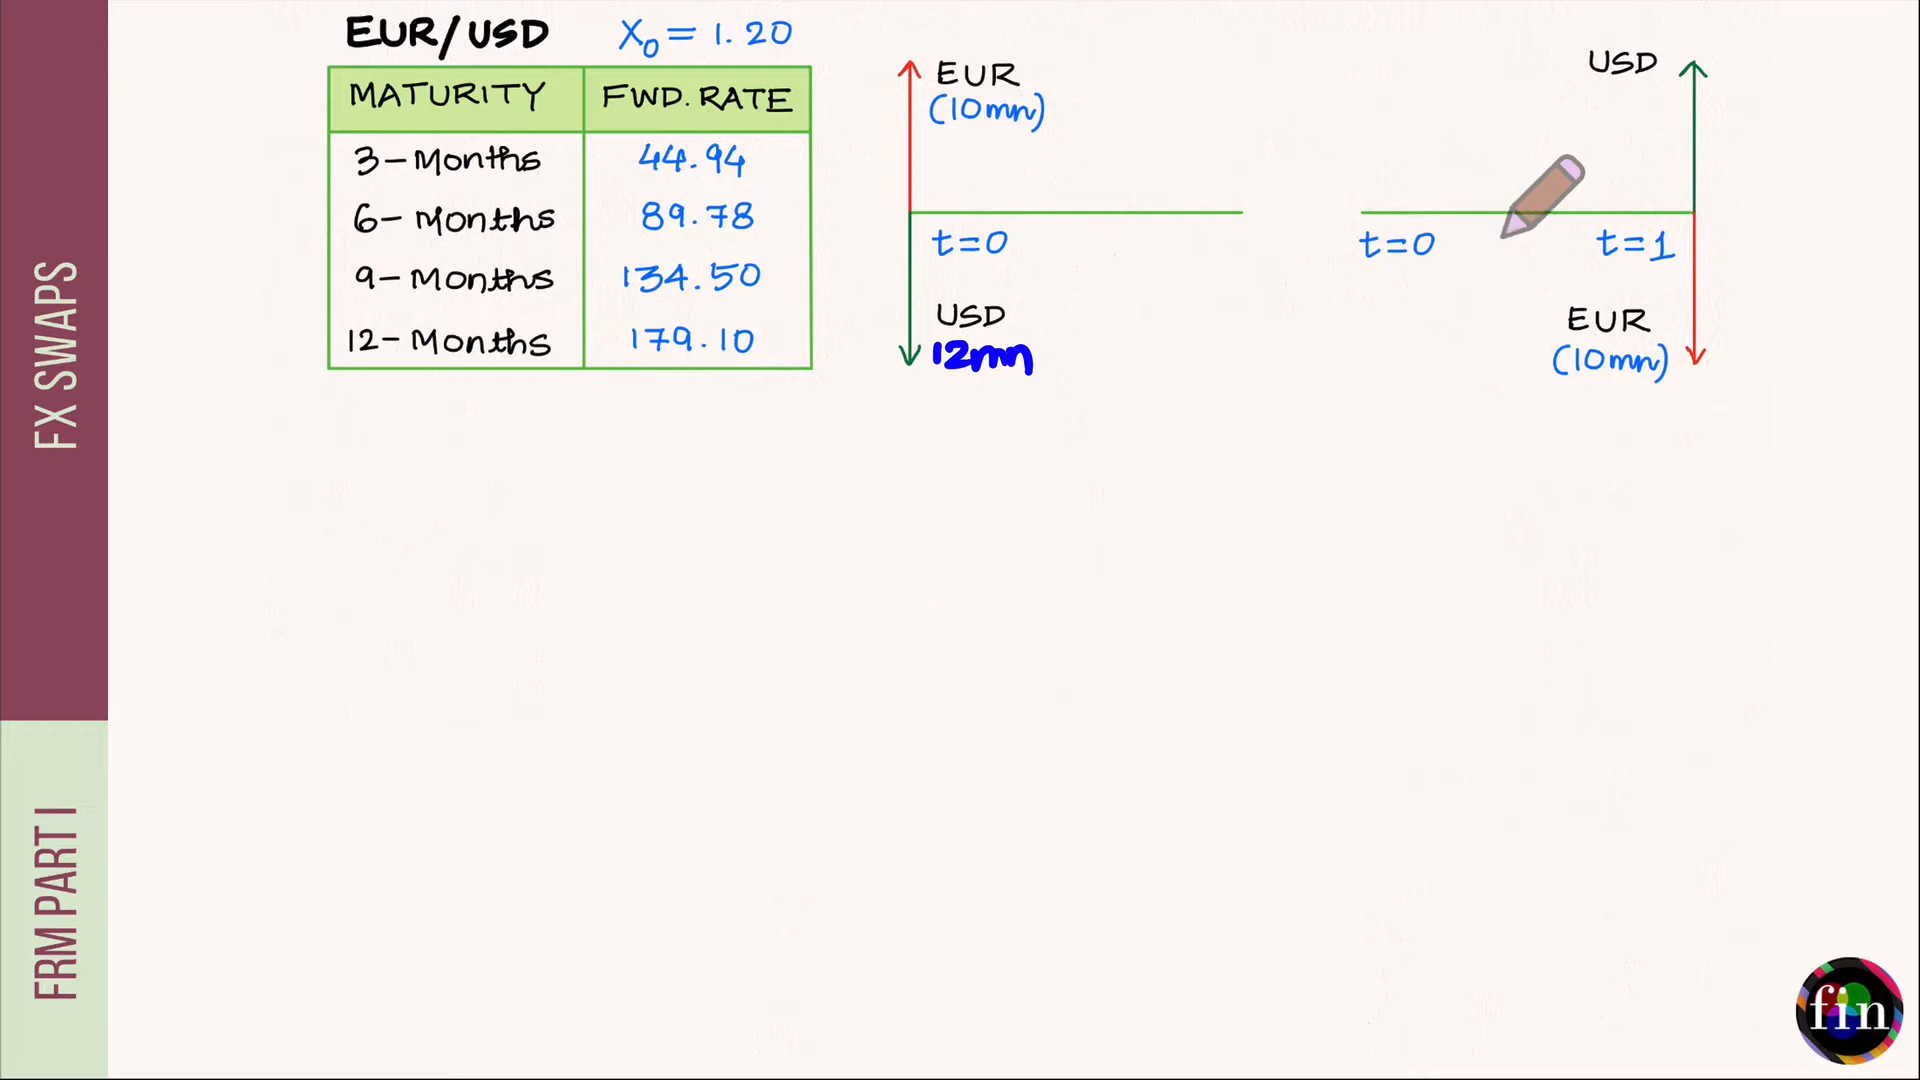 FX SWAPS
FRM PART I
EUR/USD X₀ = 1.20
MATURITY FWD. RATE
3-Months 44.94
6-Months 89.78
9-Months 134.50
12-Months 179.10
EUR
(10mn)
t=0
USD
12mn
USD
t=0 t=1
EUR
(10mn)
fin